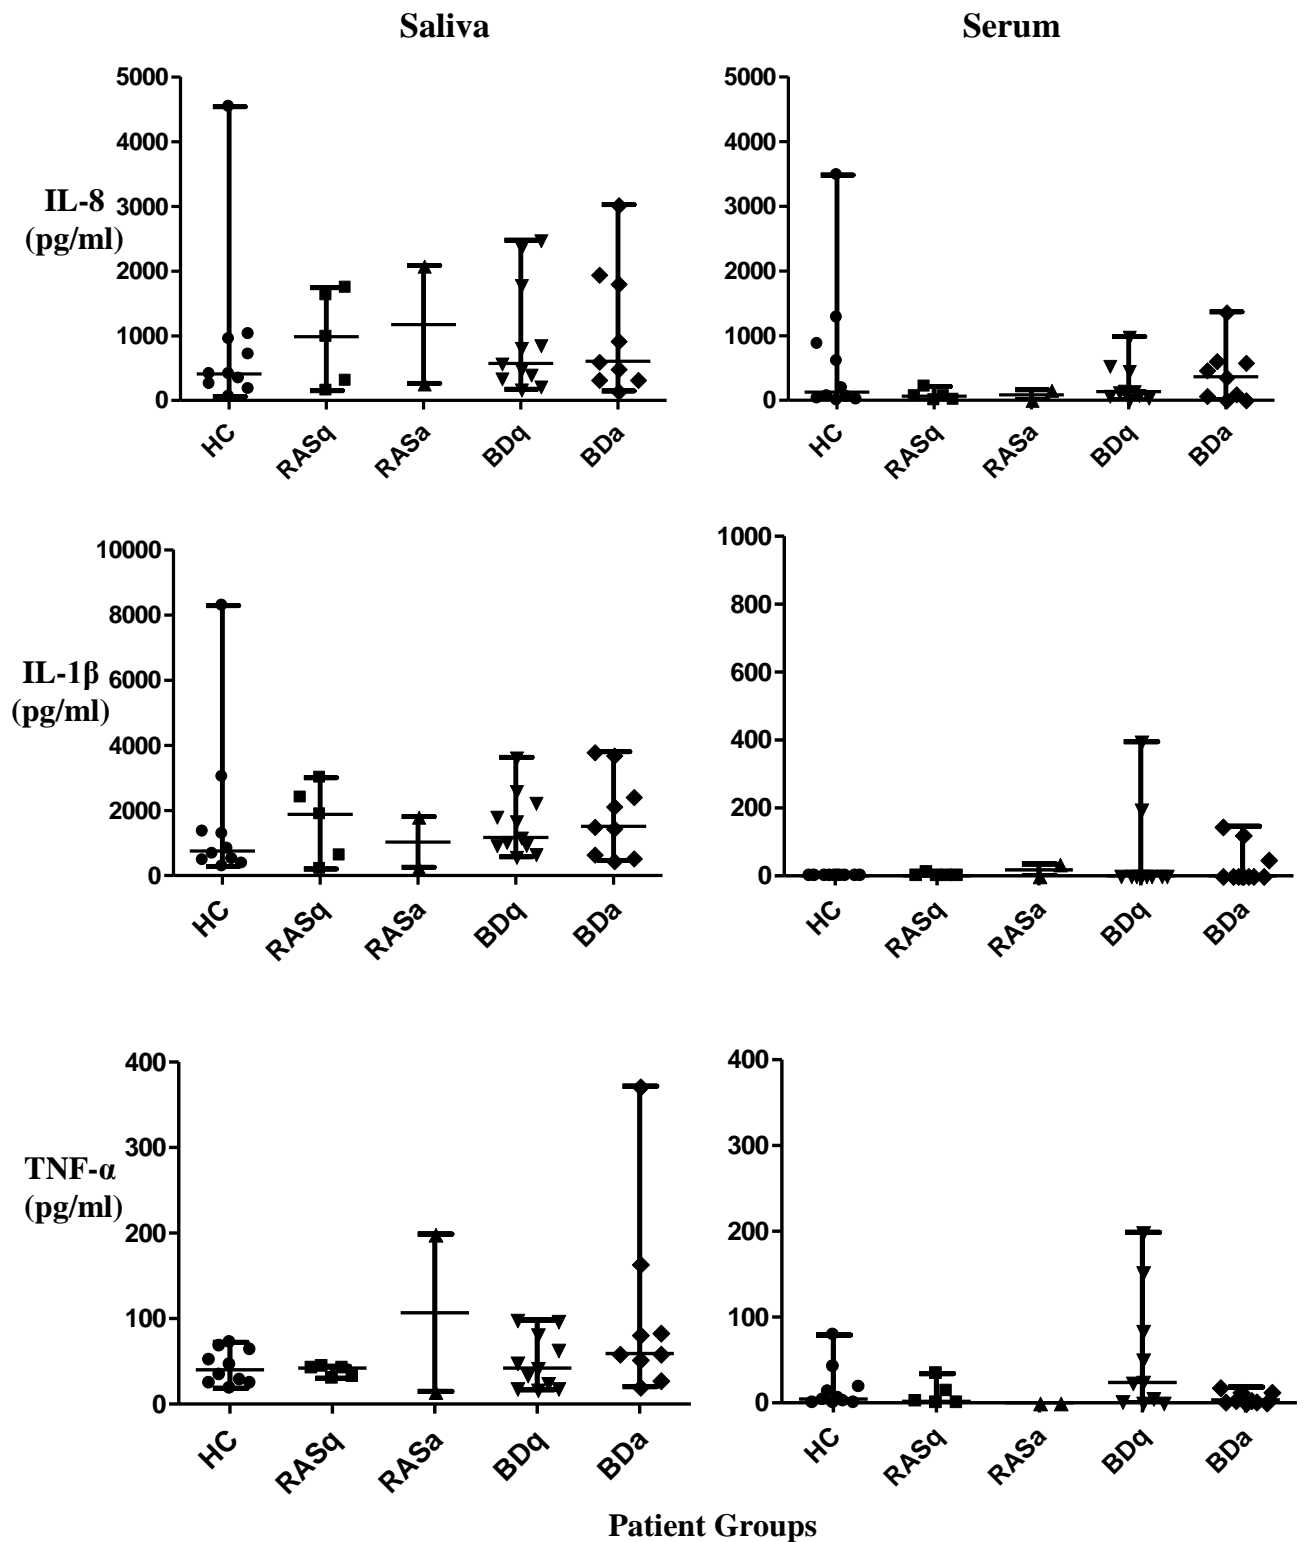 Saliva
Serum
IL-8
(pg/ml)
5000
4000
3000
2000
1000
0
HC
RASq
RASa
BDq
BDa
5000
4000
3000
2000
1000
0
HC
RASq
RASa
BDq
BDa
IL-1β
(pg/ml)
10000
8000
6000
4000
2000
0
HC
RASq
RASa
BDq
BDa
1000
800
600
400
200
0
HC
RASq
RASa
BDq
BDa
TNF-α
(pg/ml)
400
300
200
100
0
HC
RASq
RASa
BDq
BDa
400
300
200
100
0
HC
RASq
RASa
BDq
BDa
Patient Groups